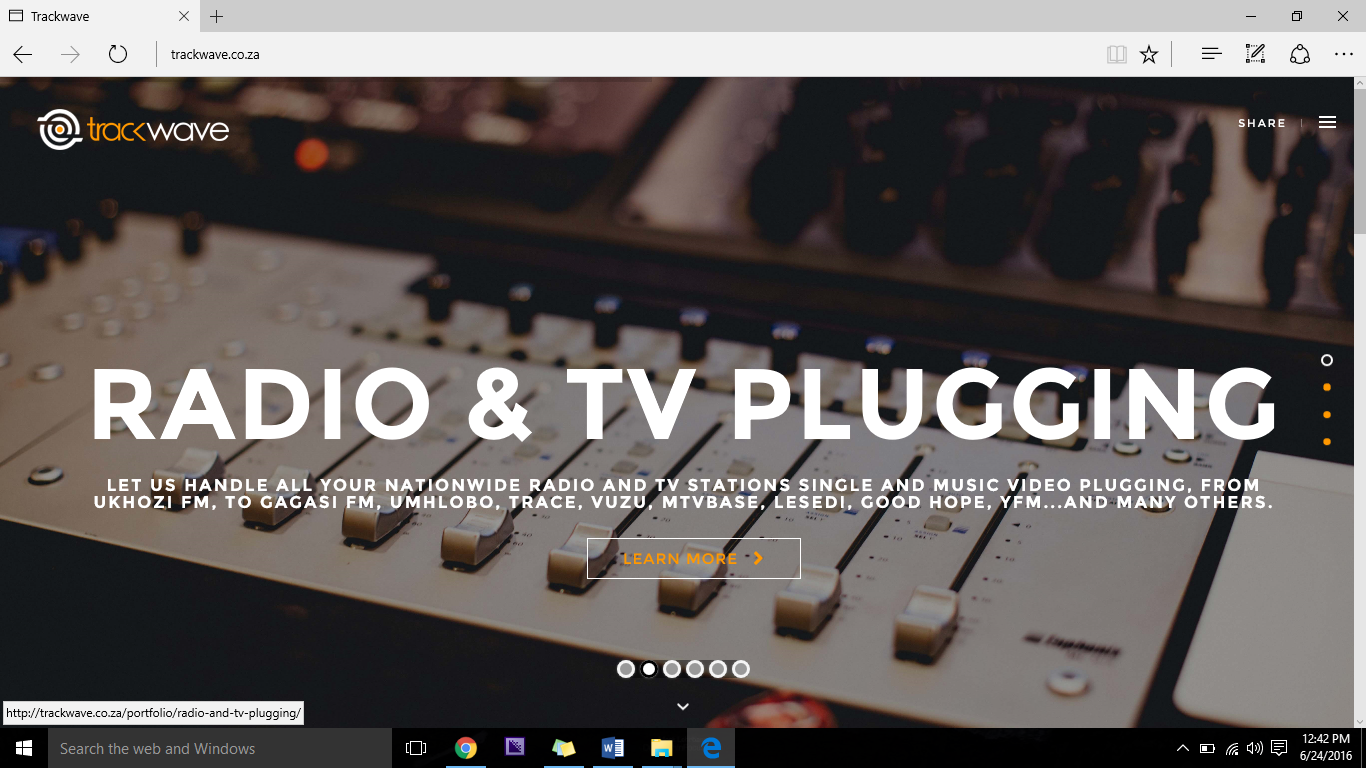 Trackwave
trackwave.co.za
trackwave
SHARE
RADIO & TV PLUGGING
LET US HANDLE ALL YOUR NATIONWIDE RADIO AND TV STATIONS SINGLE AND MUSIC VIDEO PLUGGING, FROM
UKHOZI FM, TO GAGASI FM, UMHLOBO, TRACE, VUZU, MTVBASE, LESEDI, GOOD HOPE, YFM...AND MANY OTHERS.
LEARN MORE
http://trackwave.co.za/portfolio/radio-and-tv-plugging/
Search the web and Windows
12:42 PM
6/24/2016